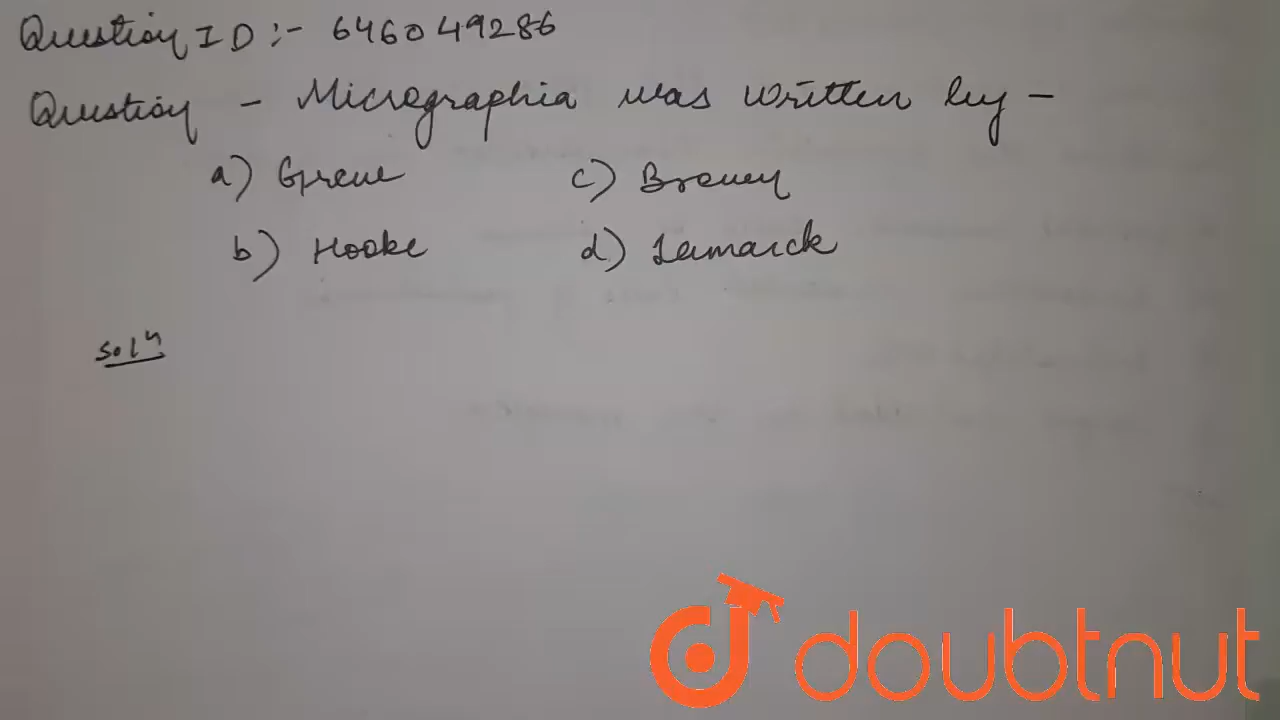 Question ID :- 646049286
Question - Micrographia was written by -
a) Grew c) Brown
b) Hooke d) Lamarck
Solⁿ
doubtnut